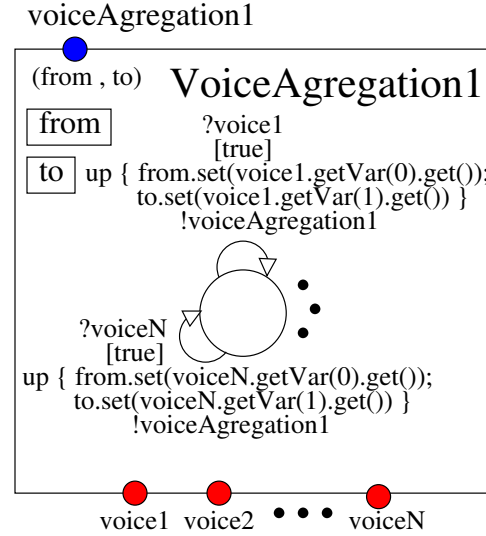 voiceAgregation1
(from , to)
VoiceAgregation1
from
to
?voice1
[true]
up { from.set(voice1.getVar(0).get());
to.set(voice1.getVar(1).get()) }
!voiceAgregation1
?voiceN
[true]
up { from.set(voiceN.getVar(0).get());
to.set(voiceN.getVar(1).get()) }
!voiceAgregation1
voice1 voice2 voiceN